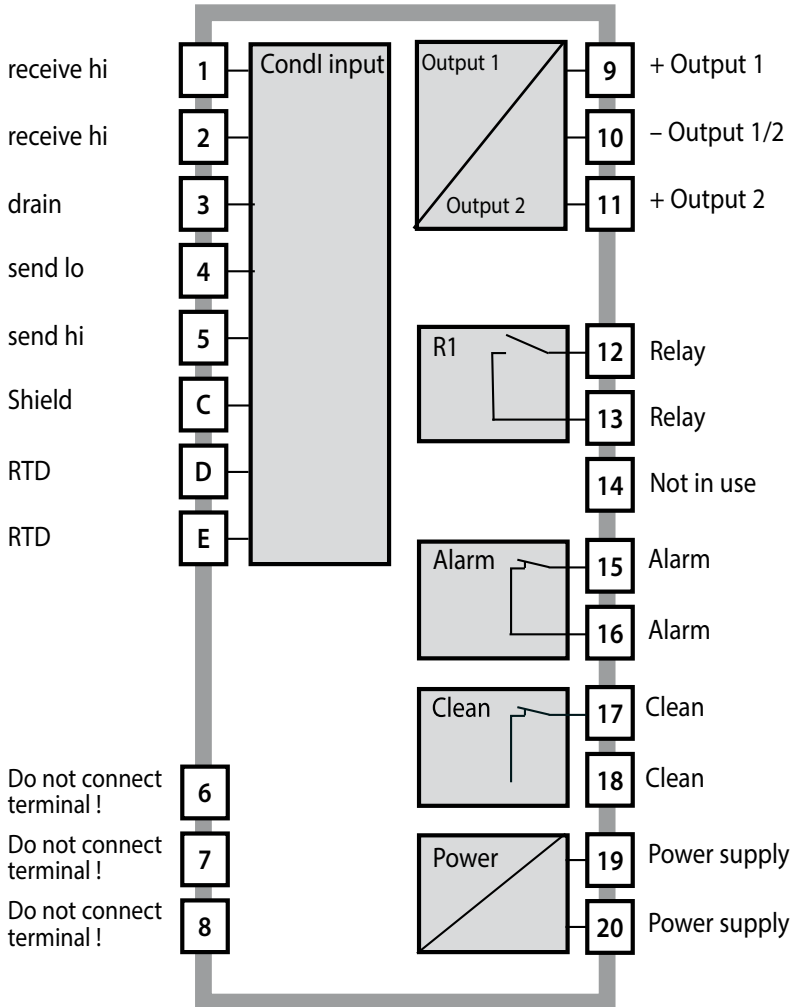 receive hi
1
Condl input
receive hi
2
drain
3
send lo
4
send hi
5
Shield
C
RTD
D
RTD
E
Do not connect
terminal !
6
Do not connect
terminal !
7
Do not connect
terminal !
8
Output 1
Output 2
9
+ Output 1
10
– Output 1/2
11
+ Output 2
R1
12
Relay
13
Relay
14
Not in use
Alarm
15
Alarm
16
Alarm
Clean
17
Clean
18
Clean
Power
19
Power supply
20
Power supply